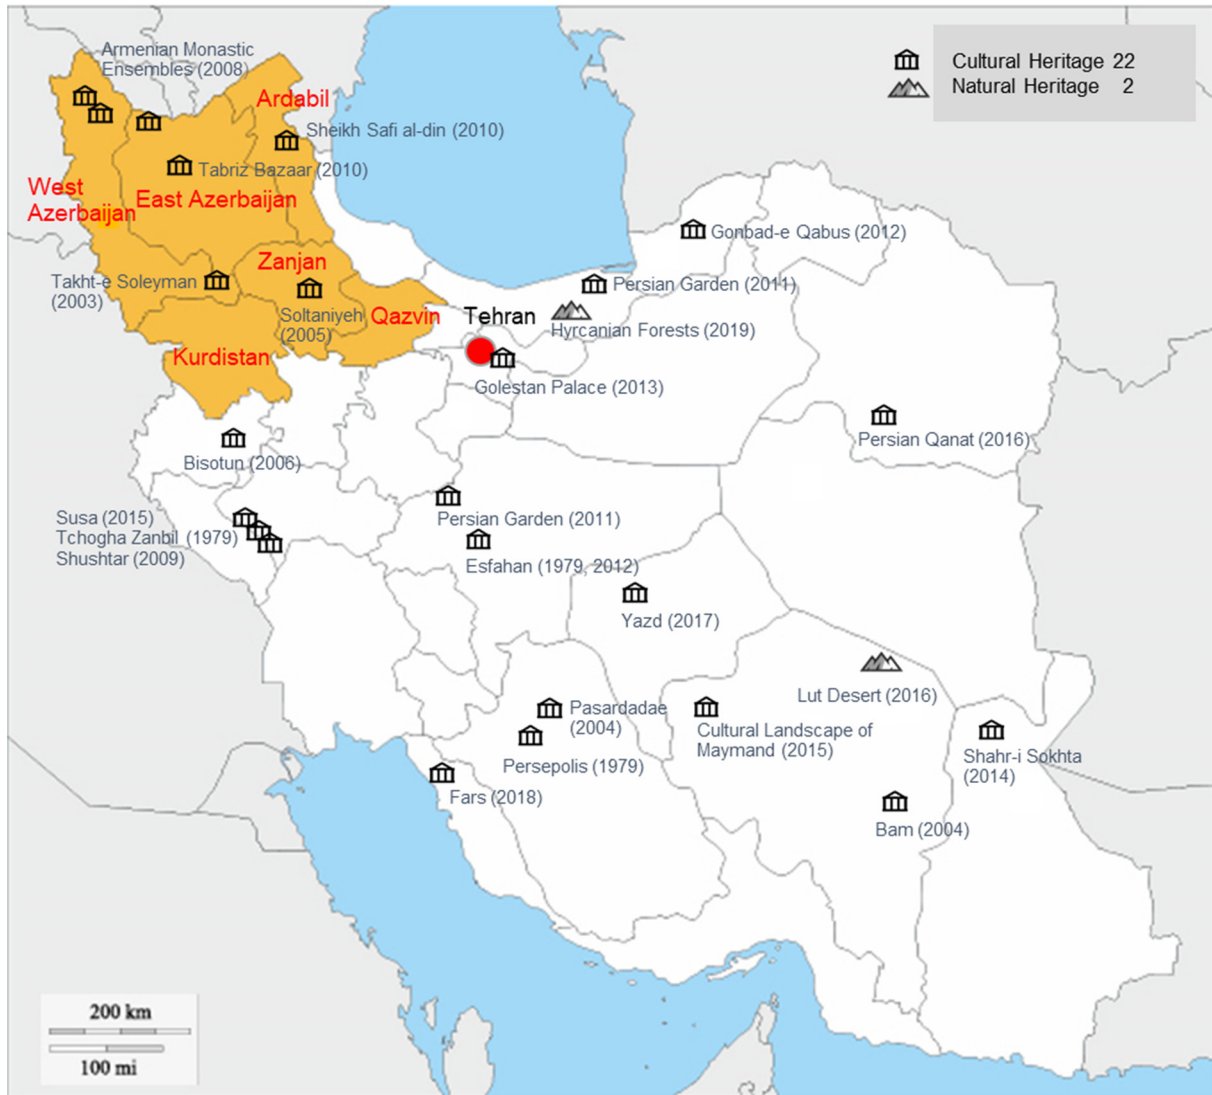 Armenian Monastic
Ensembles (2008)
Cultural Heritage 22
Natural Heritage 2
Ardabil
Sheikh Safi al-din (2010)
Tabriz Bazaar (2010)
West
Azerbaijan
East Azerbaijan
Gonbad-e Qabus (2012)
Zanjan
Takht-e Soleyman
(2003)
Persian Garden (2011)
Soltaniyeh
(2005)
Qazvin
Tehran
Hyrcanian Forests (2019)
Kurdistan
Golestan Palace (2013)
Persian Qanat (2016)
Bisotun (2006)
Susa (2015)
Tchogha Zanbil (1979)
Shushtar (2009)
Persian Garden (2011)
Esfahan (1979, 2012)
Yazd (2017)
Lut Desert (2016)
Pasardadae
(2004)
Cultural Landscape of
Maymand (2015)
Persepolis (1979)
Shahr-i Sokhta
(2014)
Fars (2018)
Bam (2004)
200 km
100 mi